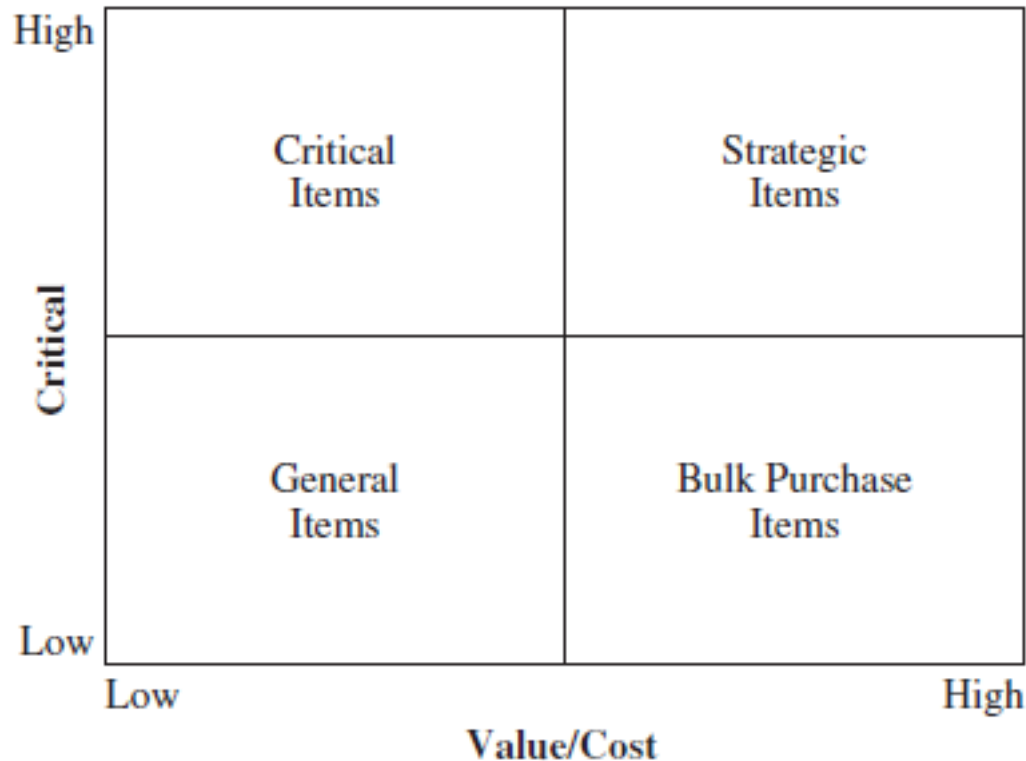 High
Critical
Items
Strategic
Items
Critical
General
Items
Bulk Purchase
Items
Low
Low
High
Value/Cost